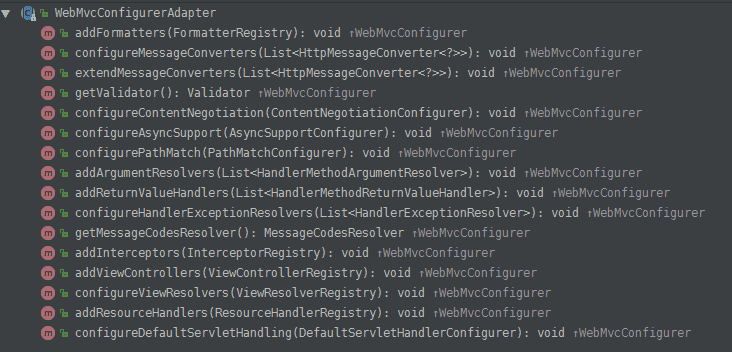 WebMvcConfigurerAdapter
addFormatters(FormatterRegistry): void ↑WebMvcConfigurer
configureMessageConverters(List<HttpMessageConverter<?>>): void ↑WebMvcConfigurer
extendMessageConverters(List<HttpMessageConverter<?>>): void ↑WebMvcConfigurer
getValidator(): Validator ↑WebMvcConfigurer
configureContentNegotiation(ContentNegotiationConfigurer): void ↑WebMvcConfigurer
configureAsyncSupport(AsyncSupportConfigurer): void ↑WebMvcConfigurer
configurePathMatch(PathMatchConfigurer): void ↑WebMvcConfigurer
addArgumentResolvers(List<HandlerMethodArgumentResolver>): void ↑WebMvcConfigurer
addReturnValueHandlers(List<HandlerMethodReturnValueHandler>): void ↑WebMvcConfigurer
configureHandlerExceptionResolvers(List<HandlerExceptionResolver>): void ↑WebMvcConfigurer
getMessageCodesResolver(): MessageCodesResolver ↑WebMvcConfigurer
addInterceptors(InterceptorRegistry): void ↑WebMvcConfigurer
addViewControllers(ViewControllerRegistry): void ↑WebMvcConfigurer
configureViewResolvers(ViewResolverRegistry): void ↑WebMvcConfigurer
addResourceHandlers(ResourceHandlerRegistry): void ↑WebMvcConfigurer
configureDefaultServletHandling(DefaultServletHandlerConfigurer): void ↑WebMvcConfigurer